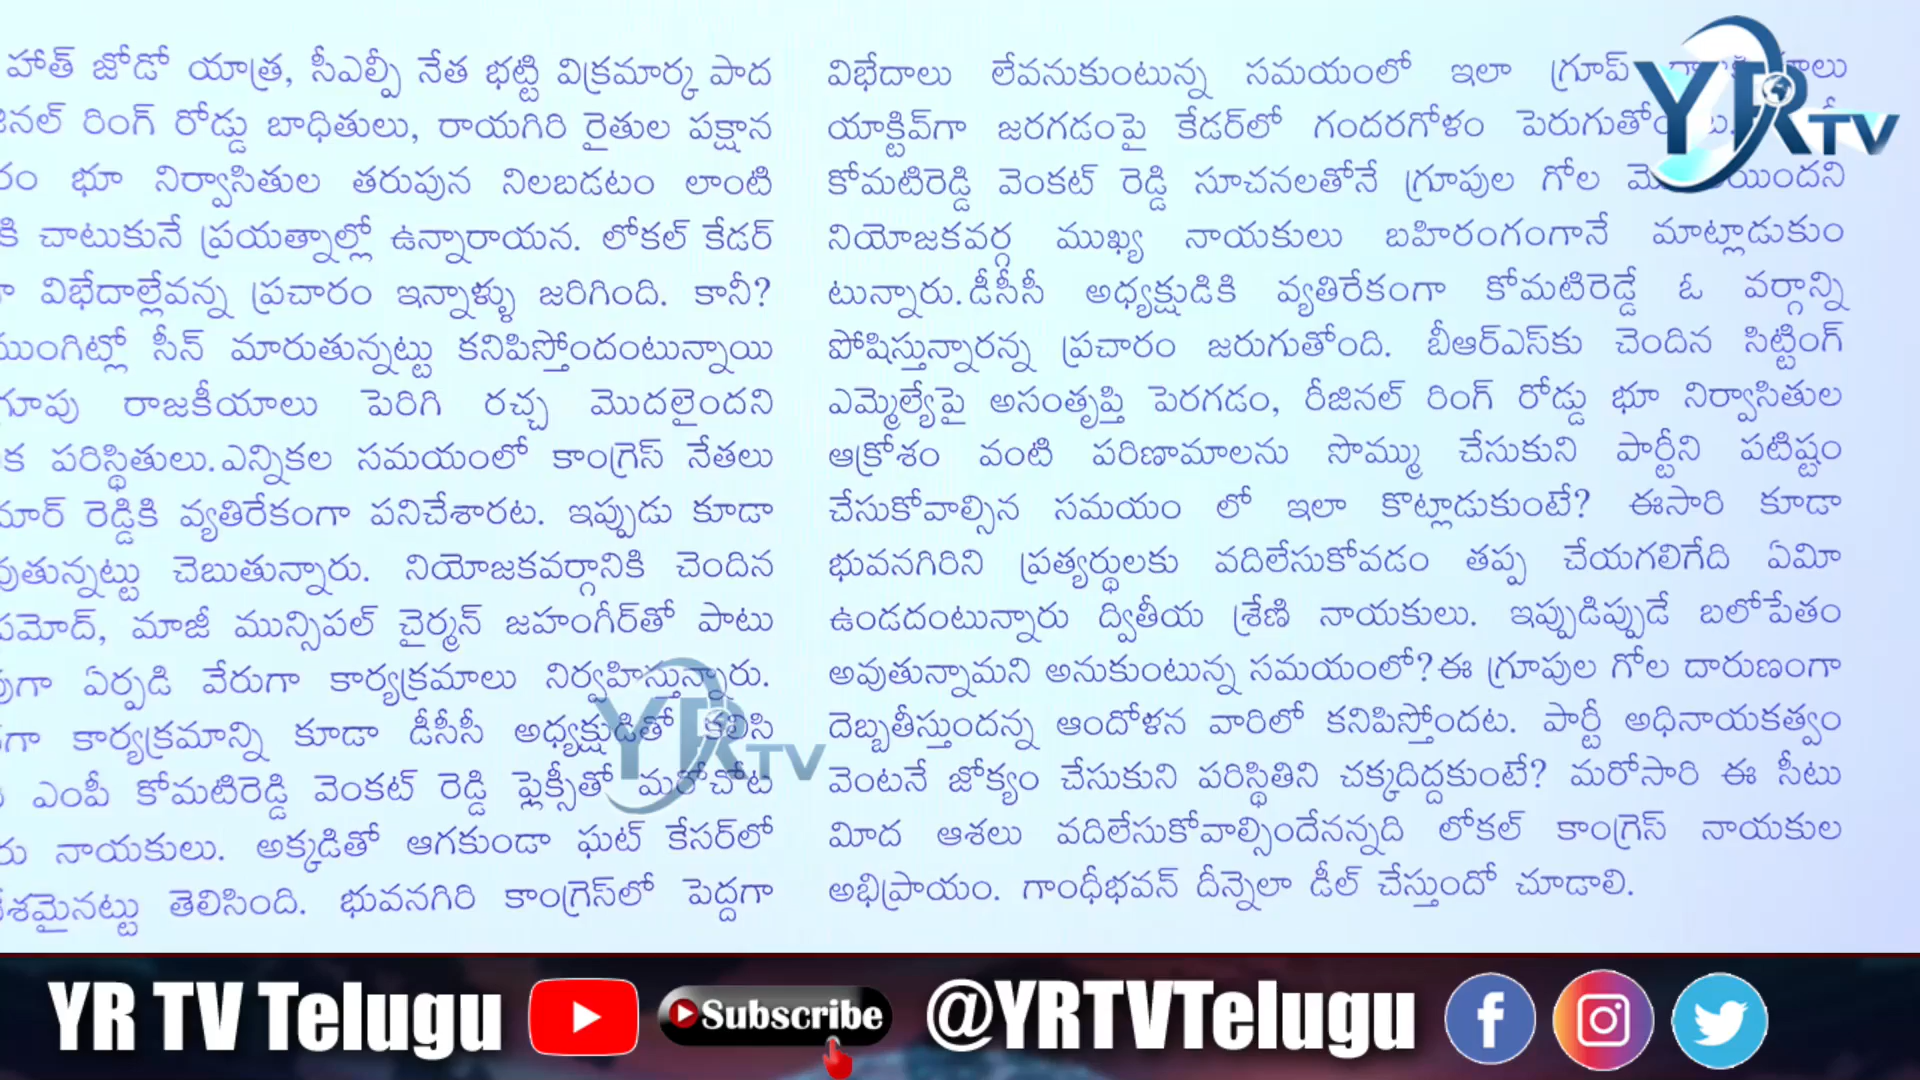 హాత్ జోడో యాత్ర, సీఎల్పీ నేత భట్టి విక్రమార్క పాద
రింగ్ రోడ్డు బాధితులు, రాయగిరి రైతుల పక్షాన
భూ నిర్వాసితుల తరుపున నిలబడటం లాంటి
చాటుకునే ప్రయత్నాల్లో ఉన్నారాయన. లోకల్ కేడర్
విభేదాల్లేవన్న ప్రచారం ఇన్నాళ్ళు జరిగింది. కానీ?
సీన్ మారుతున్నట్టు కనిపిస్తోందంటున్నాయి
రాజకీయాలు పెరిగి రచ్చ మొదలైందని
పరిస్థితులు.ఎన్నికల సమయంలో కాంగ్రెస్ నేతలు
రెడ్డికి వ్యతిరేకంగా పనిచేశారట. ఇప్పుడు కూడా
చెబుతున్నారు. నియోజకవర్గానికి చెందిన
మాజీ మున్సిపల్ చైర్మన్ జహంగీర్‌తో పాటు
ఏర్పడి వేరుగా కార్యక్రమాలు నిర్వహిస్తున్నారు.
కార్యక్రమాన్ని కూడా డీసీసీ అధ్యక్షుడితో కలిసి
ఎంపీ కోమటిరెడ్డి వెంకట్ రెడ్డి ఫ్లెక్సీతో మరోచోట
నాయకులు. అక్కడితో ఆగకుండా ఘట్ కేసర్‌లో
తెలిసింది. భువనగిరి కాంగ్రెస్‌లో పెద్దగా
విభేదాలు లేవనుకుంటున్న సమయంలో ఇలా గ్రూప్
యాక్టివ్‌గా జరగడంపై కేడర్‌లో గందరగోళం
కోమటిరెడ్డి వెంకట్ రెడ్డి సూచనలతోనే గ్రూపుల గోల
నియోజకవర్గ ముఖ్య నాయకులు బహిరంగంగానే మాట్లాడుకుం
టున్నారు.డీసీసీ అధ్యక్షుడికి వ్యతిరేకంగా కోమటిరెడ్డే ఓ వర్గాన్ని
పోషిస్తున్నారన్న ప్రచారం జరుగుతోంది. బీఆర్ఎస్‌కు చెందిన సిట్టింగ్
ఎమ్మెల్యేపై అసంతృప్తి పెరగడం, రీజినల్ రింగ్ రోడ్డు భూ నిర్వాసితుల
ఆక్రోశం వంటి పరిణామాలను సొమ్ము చేసుకుని పార్టీని పటిష్టం
చేసుకోవాల్సిన సమయం లో ఇలా కొట్లాడుకుంటే? ఈసారి కూడా
భువనగిరిని ప్రత్యర్థులకు వదిలేసుకోవడం తప్ప చేయగలిగేది ఏమీ
ఉండదంటున్నారు ద్వితీయ శ్రేణి నాయకులు. ఇప్పుడిప్పుడే బలోపేతం
అవుతున్నామని అనుకుంటున్న సమయంలో?ఈ గ్రూపుల గోల దారుణంగా
దెబ్బతీస్తుందన్న ఆందోళన వారిలో కనిపిస్తోందట. పార్టీ అధినాయకత్వం
వెంటనే జోక్యం చేసుకుని పరిస్థితిని చక్కదిద్దకుంటే? మరోసారి ఈ సీటు
మీద ఆశలు వదిలేసుకోవాల్సిందేనన్నది లోకల్ కాంగ్రెస్ నాయకుల
అభిప్రాయం. గాంధీభవన్ దీన్నెలా డీల్ చేస్తుందో చూడాలి.
YR TV
YR TV
YR TV Telugu Subscribe @YRTVTelugu